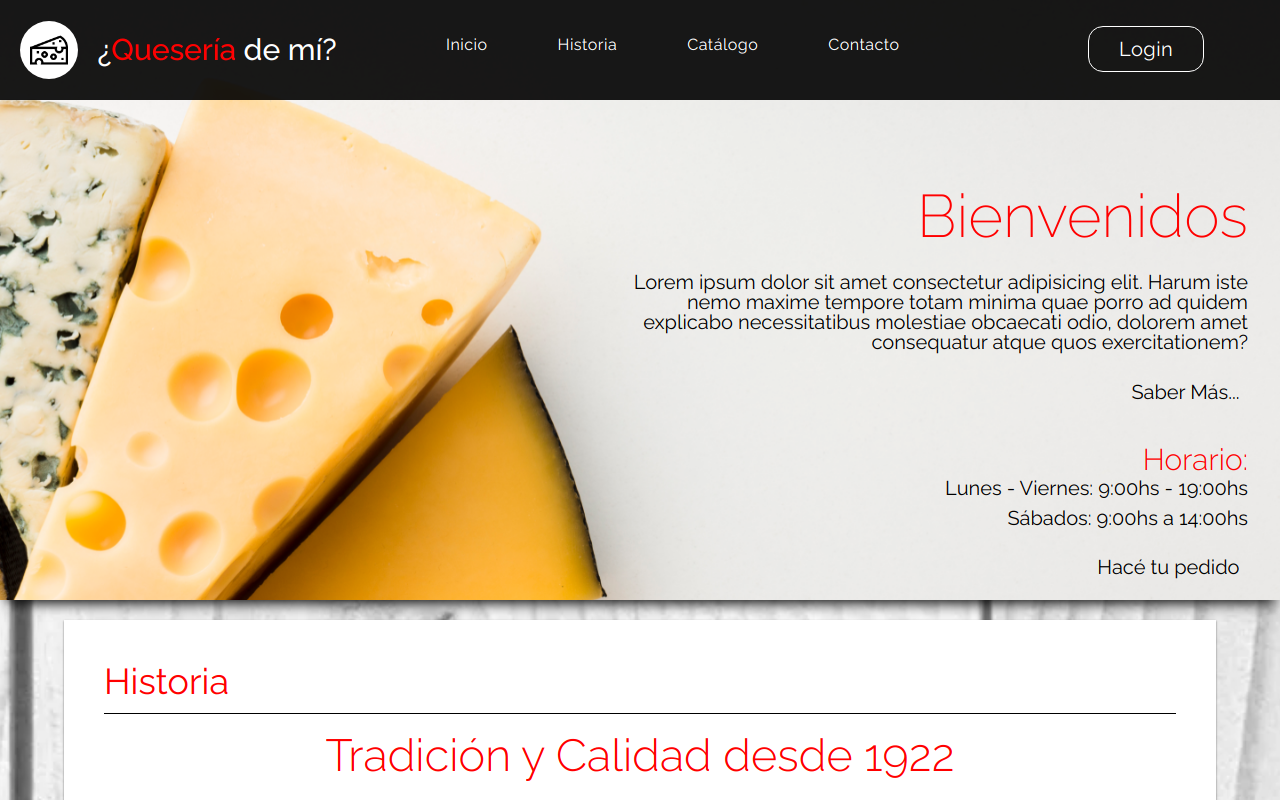 ¿Quesería de mí?
Inicio
Historia
Catálogo
Contacto
Login
Bienvenidos
Lorem ipsum dolor sit amet consectetur adipisicing elit. Harum iste
nemo maxime tempore totam minima quae porro ad quidem
explicabo necessitatibus molestiae obcaecati odio, dolorem amet
consequatur atque quos exercitationem?
Saber Más...
Horario:
Lunes - Viernes: 9:00hs - 19:00hs
Sábados: 9:00hs a 14:00hs
Hacé tu pedido
Historia
Tradición y Calidad desde 1922